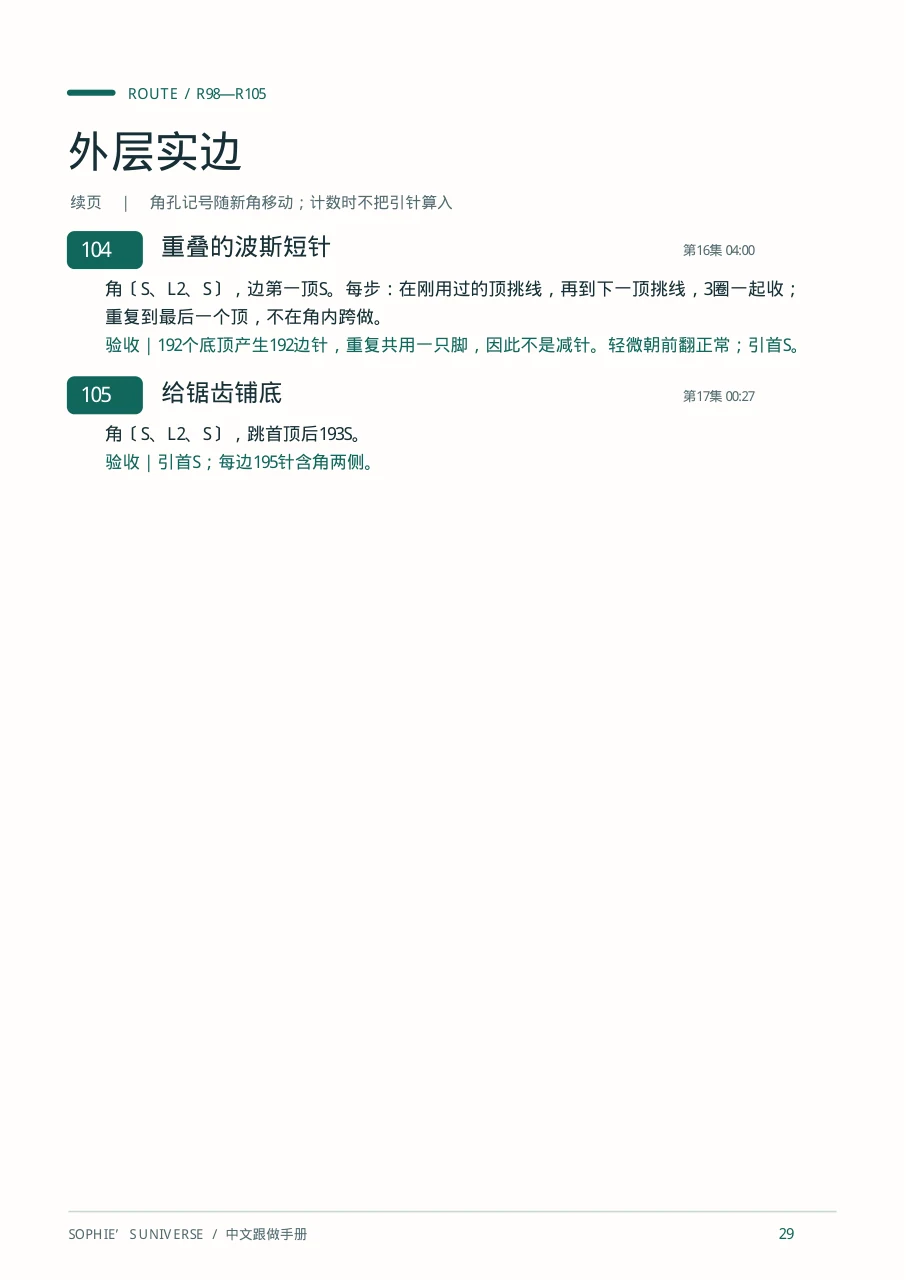 ROUTE / R98—R105
外层实边
续页 | 角孔记号随新角移动；计数时不把引针算入
104 重叠的波斯短针 第16集 04:00
角〔S、L2、S〕，边第一顶S。每步：在刚用过的顶挑线，再到下一顶挑线，3圈一起收；
重复到最后一个顶，不在角内跨做。
验收 | 192个底顶产生192边针，重复共用一只脚，因此不是减针。轻微朝前翻正常；引首S。
105 给锯齿铺底 第17集 00:27
角〔S、L2、S〕，跳首顶后193S。
验收 | 引首S；每边195针含角两侧。
SOPHIE’ S UNIVERSE / 中文跟做手册 29